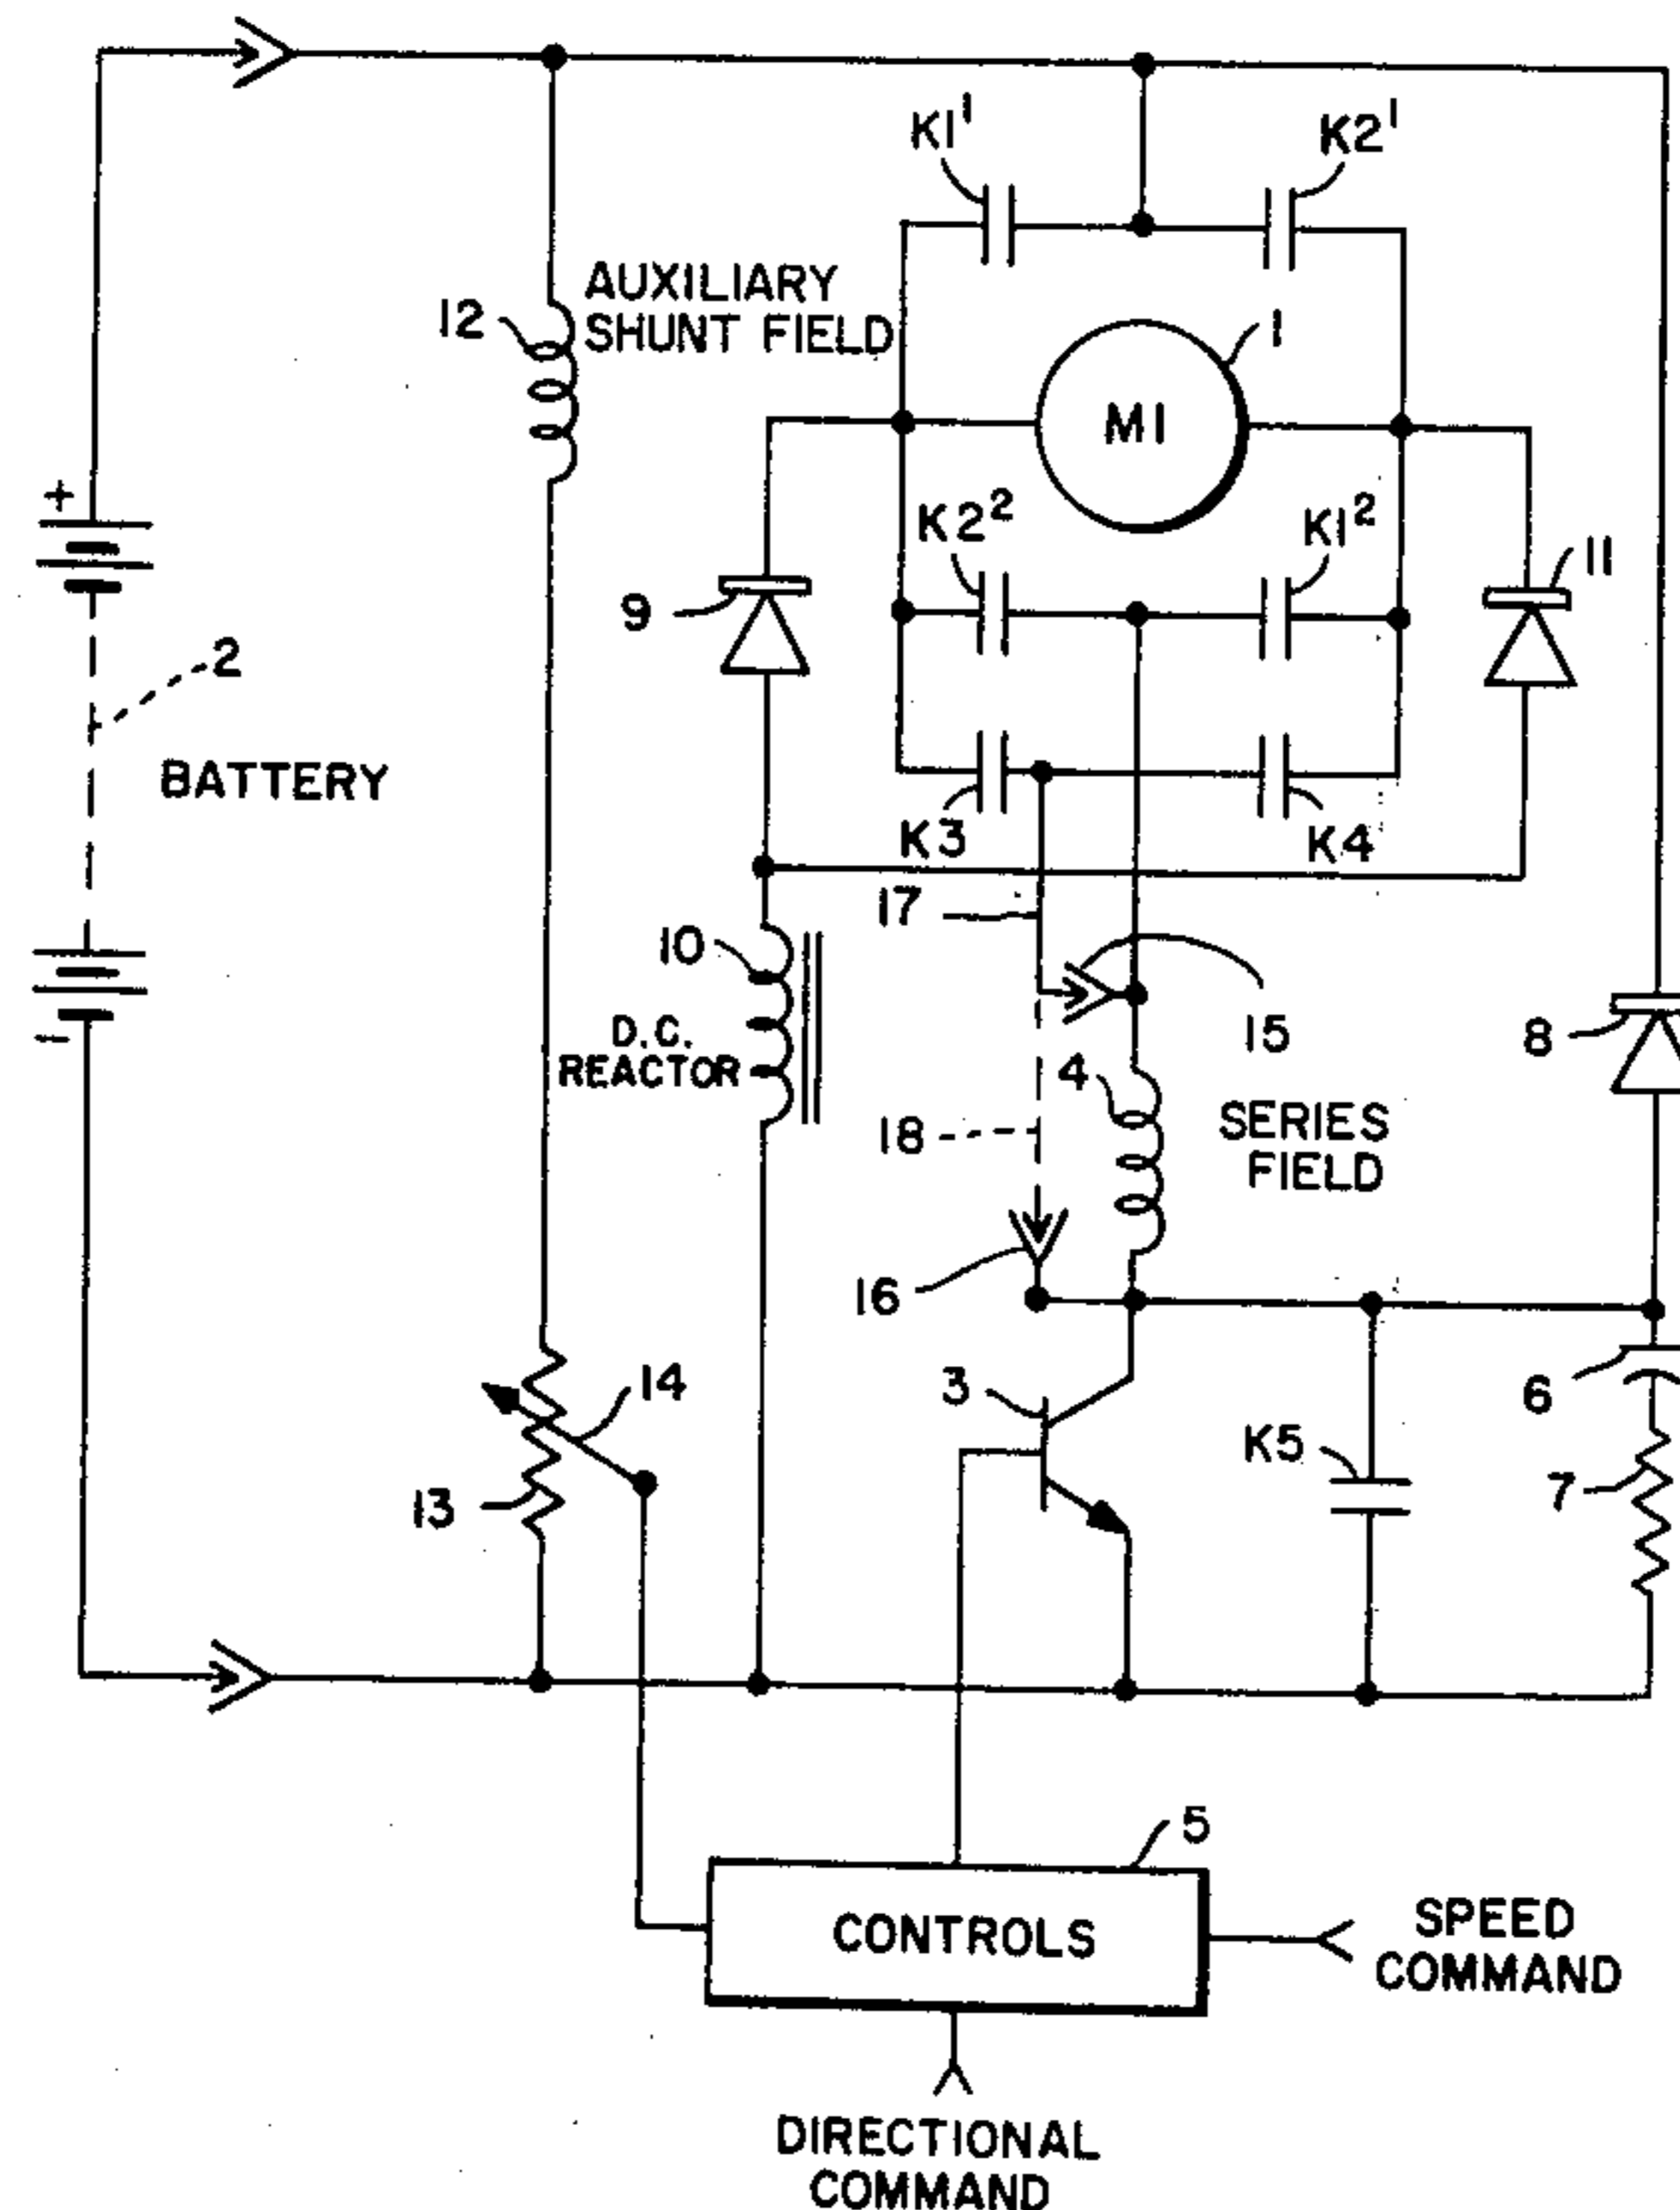 K1¹
K2¹
AUXILIARY
SHUNT FIELD
12
1
M1
+
K2²
K1²
11
9
2
BATTERY
K3
K4
17
10
D.C.
REACTOR
15
8
4
18
SERIES
FIELD
16
-
14
3
6
K5
7
13
5
CONTROLS
SPEED
COMMAND
DIRECTIONAL
COMMAND